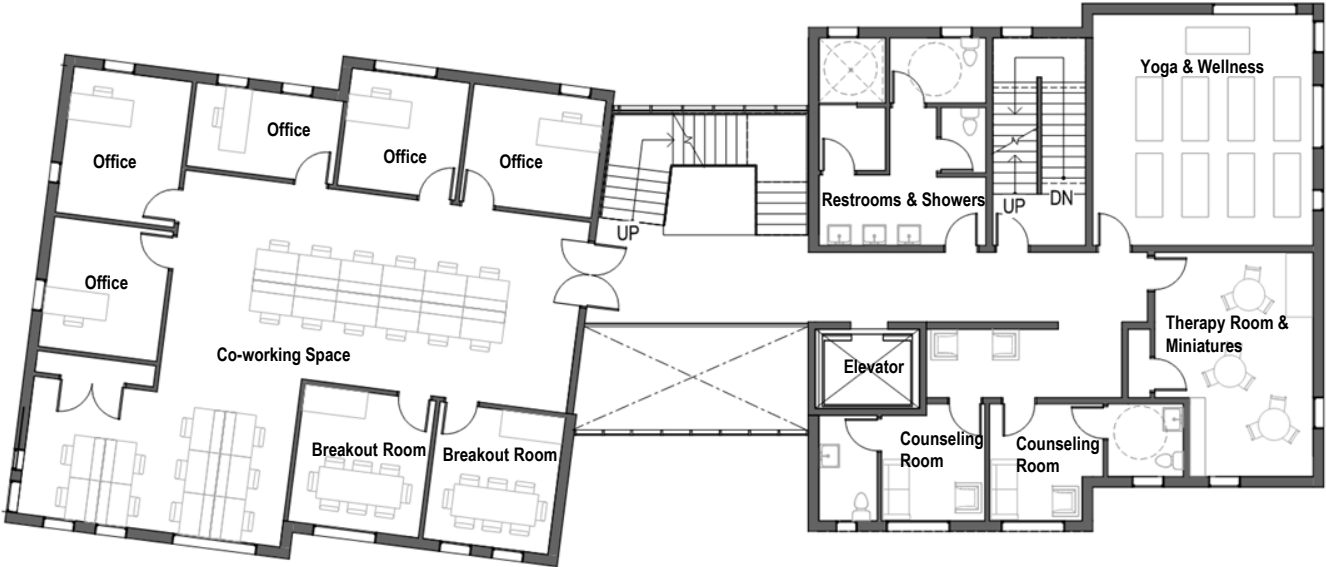 Yoga & Wellness
Office
Office
Office
Office
Restrooms & Showers
UP
DN
UP
Office
Therapy Room &
Miniatures
Co-working Space
Elevator
Breakout Room
Breakout Room
Counseling
Room
Counseling
Room